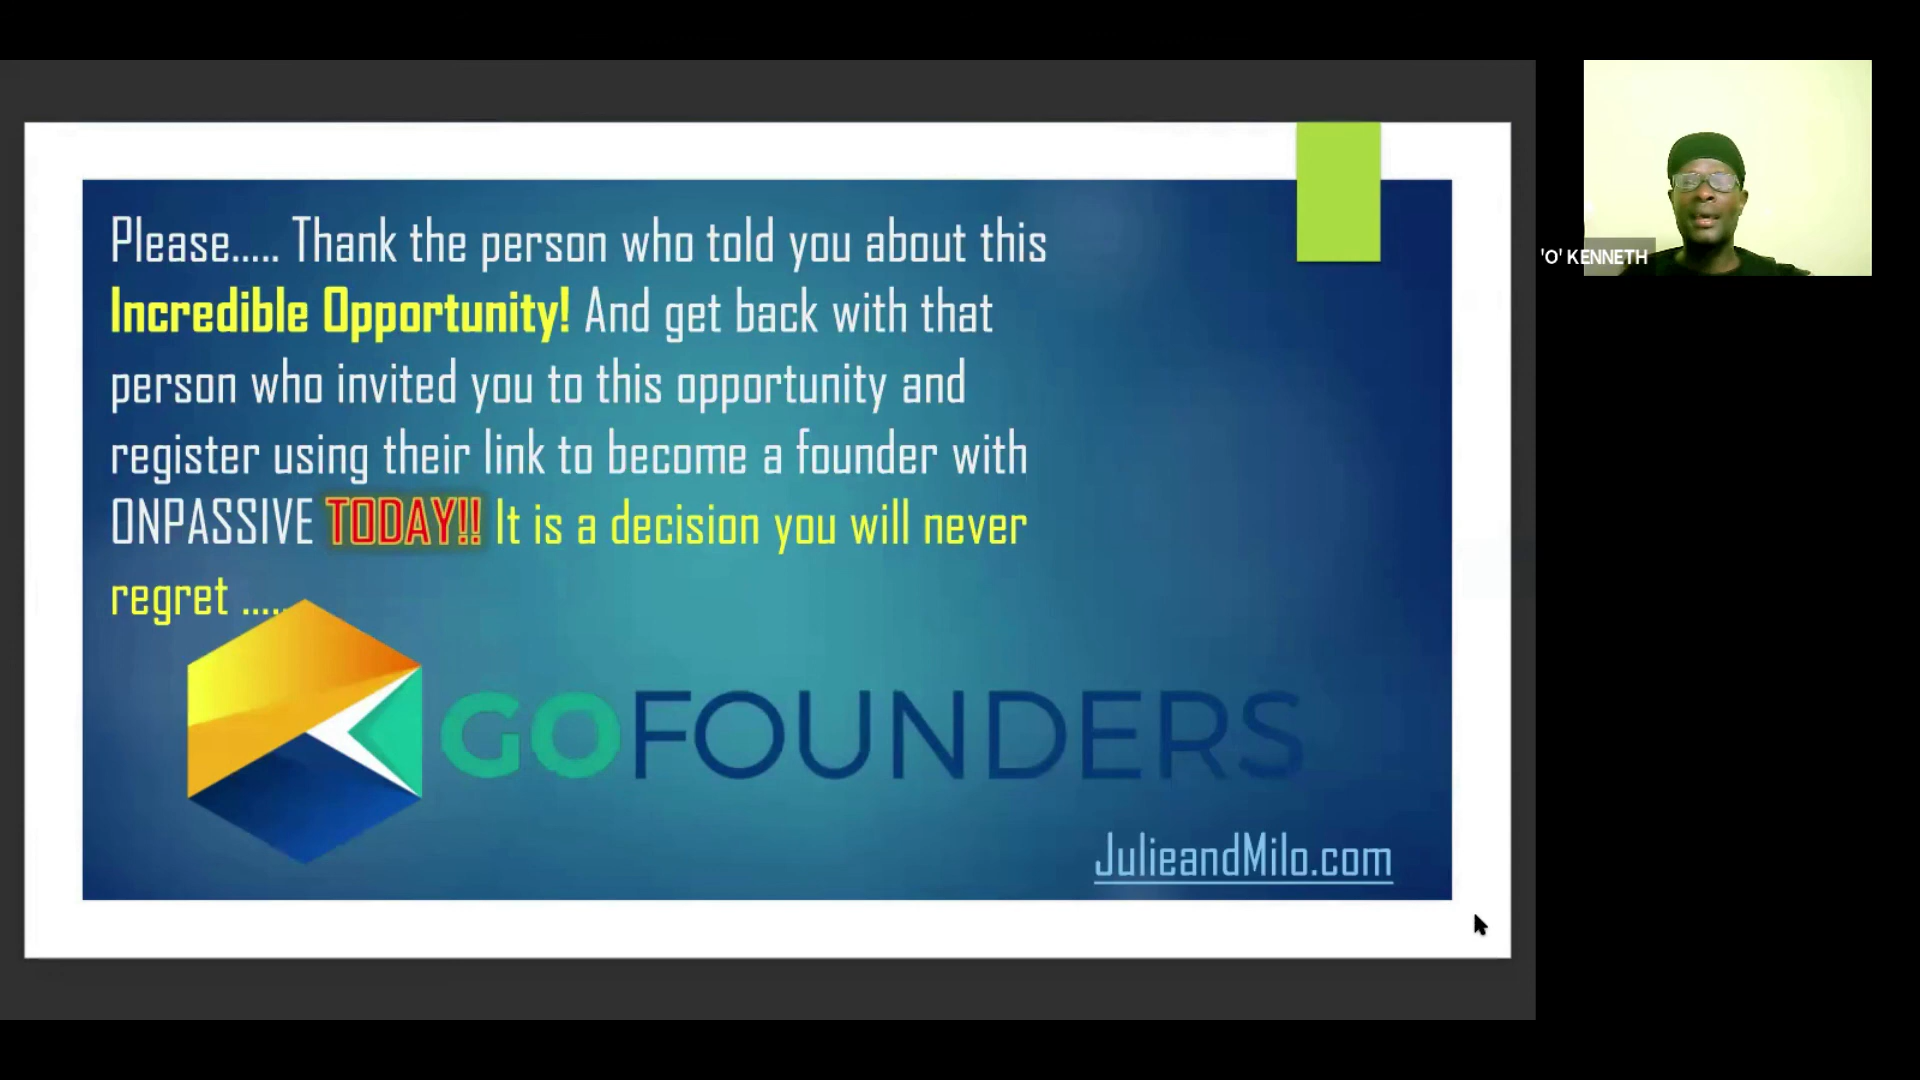 Please..... Thank the person who told you about this
Incredible Opportunity! And get back with that
person who invited you to this opportunity and
register using their link to become a founder with
ONPASSIVE TODAY!! It is a decision you will never
regret .....
GOFOUNDERS
JulieandMilo.com
'O' KENNETH